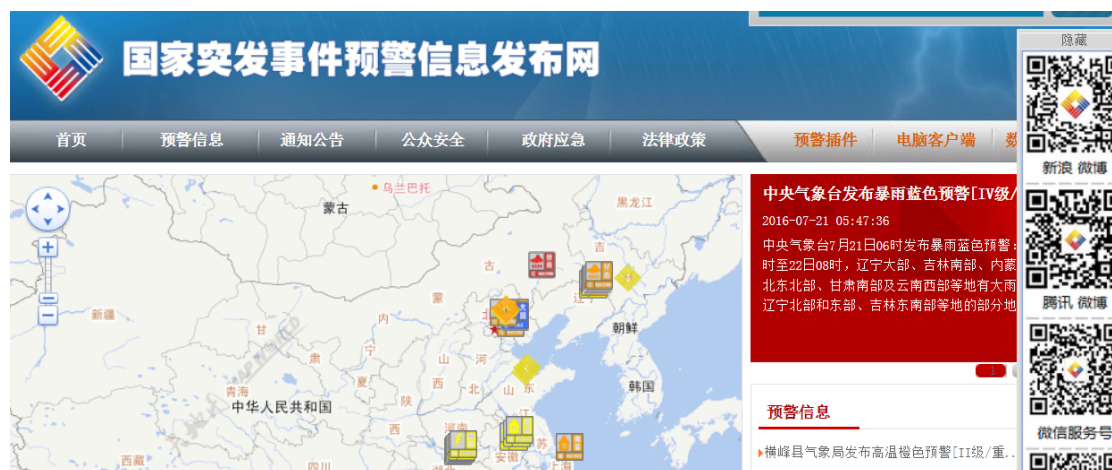 国家突发事件预警信息发布网
隐藏
首页 预警信息 通知公告 公众安全 政府应急 法律政策 预警插件 电脑客户端 数
新浪 微博
腾讯 微博
微信服务号
乌兰巴托
蒙古
黑龙江
吉
古
辽
蒙
新疆
北
内
朝鲜
甘
宁
山 河
肃
夏
西 北 山 东
韩国
青海
陕
中华人民共和国
江
西 河南
苏
安徽
上海
西藏
四川
湖北
中央气象台发布暴雨蓝色预警[IV级/
2016-07-21 05:47:36
中央气象台7月21日06时发布暴雨蓝色预警：
时至22日08时，辽宁大部、吉林南部、内蒙
北东北部、甘肃南部及云南西部等地有大雨
辽宁北部和东部、吉林东南部等地的部分地
1
预警信息
横峰县气象局发布高温橙色预警[II级/重..